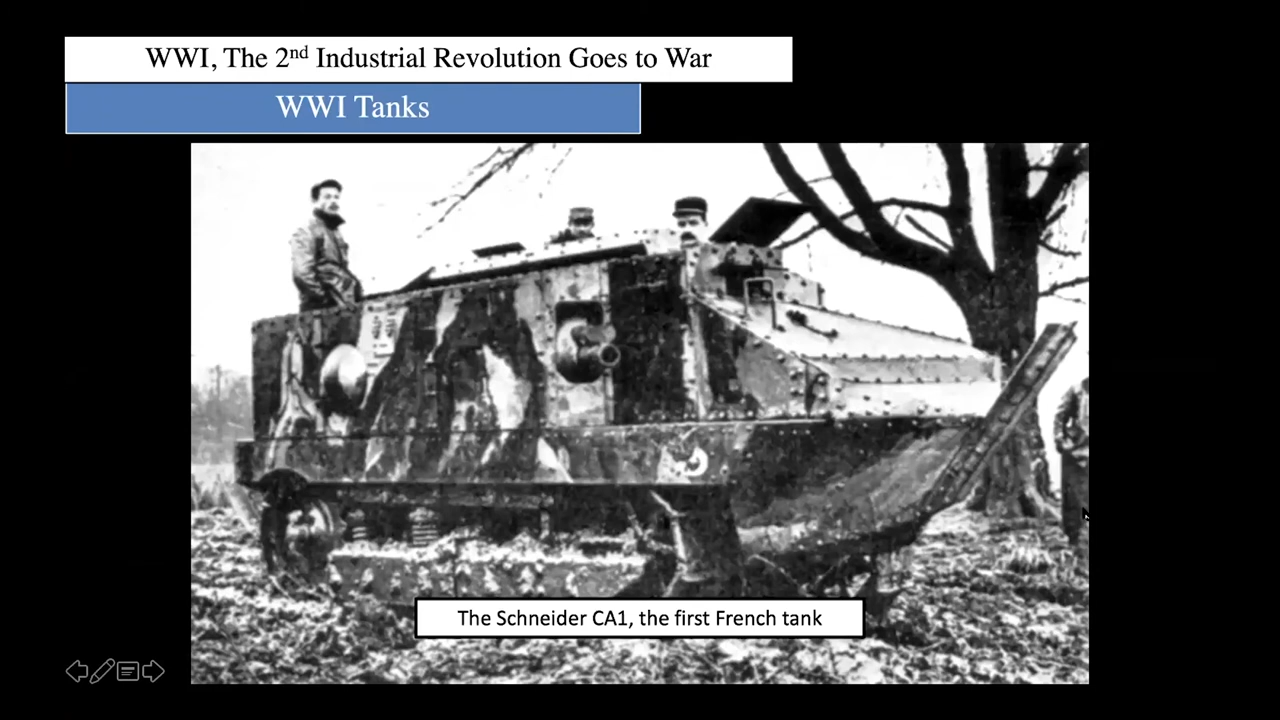 WWI, The 2nd Industrial Revolution Goes to War
WWI Tanks
The Schneider CA1, the first French tank